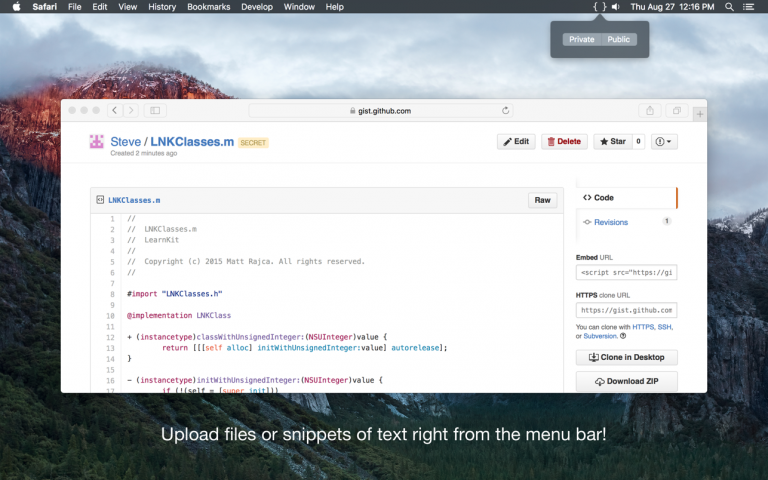 Safari File Edit View History Bookmarks Develop Window Help { } Thu Aug 27 12:16 PM
Private Public
gist.github.com
Steve / LNKClasses.m SECRET
Created 2 minutes ago
Edit Delete Star 0
LNKClasses.m Raw
1 //
2 // LNKClasses.m
3 // LearnKit
4 //
5 // Copyright (c) 2015 Matt Rajca. All rights reserved.
6 //
7
8 #import "LNKClasses.h"
9
10 @implementation LNKClass
11
12 + (instancetype)classWithUnsignedInteger:(NSUInteger)value {
13 return [[[self alloc] initWithUnsignedInteger:value] autorelease];
14 }
15
16 - (instancetype)initWithUnsignedInteger:(NSUInteger)value {
17 if (!(self = [super init]))
Code
Revisions 1
Embed URL
<script src="https://gi
HTTPS clone URL
https://gist.github.com
You can clone with HTTPS, SSH,
or Subversion.
Clone in Desktop
Download ZIP
Upload files or snippets of text right from the menu bar!